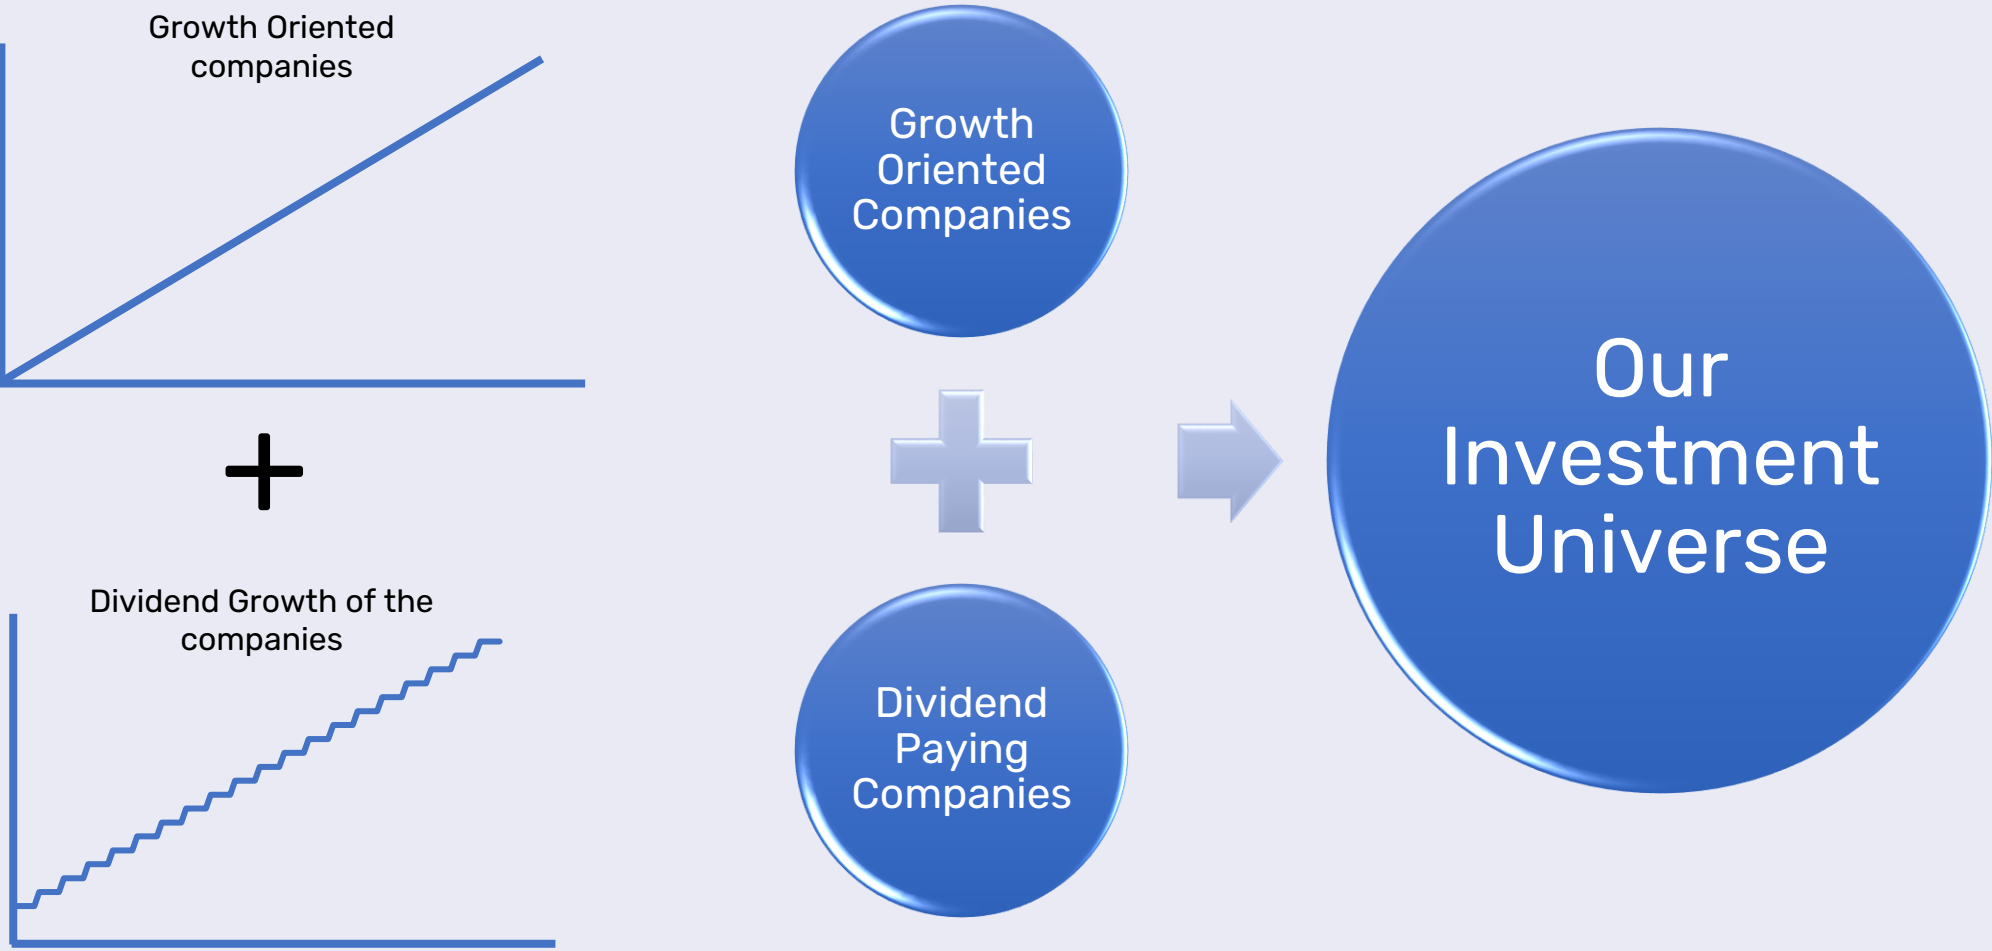 Growth Oriented
companies
Dividend Growth of the
companies
Growth
Oriented
Companies
Dividend
Paying
Companies
Our
Investment
Universe